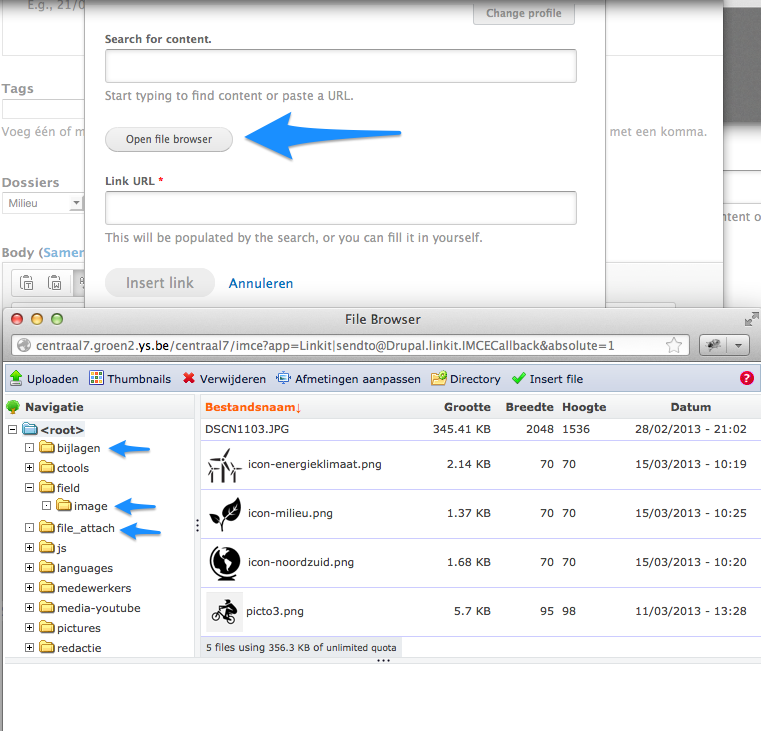 E.g., 21/0
Change profile
Search for content.
Start typing to find content or paste a URL.
Tags
Voeg één of m
met een komma.
Open file browser
Dossiers
Milieu
Link URL *
ntent o
This will be populated by the search, or you can fill it in yourself.
Body (Samer
Insert link
Annuleren
File Browser
centraal7.groen2.ys.be/centraal7/imce?app=Linkit|sendto@Drupal.linkit.IMCECallback&absolute=1
Uploaden
Thumbnails
Verwijderen
Afmetingen aanpassen
Directory
Insert file
?
Navigatie
Bestandsnaam↓ Grootte Breedte Hoogte Datum
<root>
bijlagen
ctools
field
image
file_attach
js
languages
medewerkers
media-youtube
pictures
redactie
DSCN1103.JPG 345.41 KB 2048 1536 28/02/2013 - 21:02
icon-energieklimaat.png 2.14 KB 70 70 15/03/2013 - 10:19
icon-milieu.png 1.37 KB 70 70 15/03/2013 - 10:25
icon-noordzuid.png 1.68 KB 70 70 15/03/2013 - 10:20
picto3.png 5.7 KB 95 98 11/03/2013 - 13:28
5 files using 356.3 KB of unlimited quota